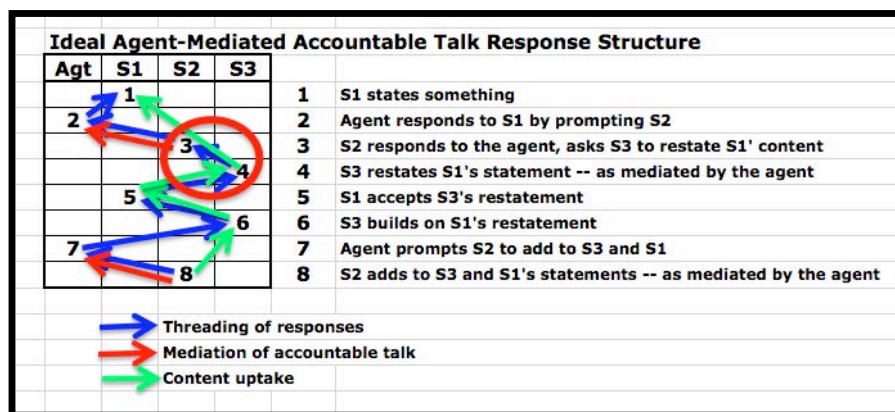 Ideal Agent-Mediated Accountable Talk Response Structure
Agt S1 S2 S3
1 1 S1 states something
2 2 Agent responds to S1 by prompting S2
3 3 S2 responds to the agent, asks S3 to restate S1' content
4 4 S3 restates S1's statement -- as mediated by the agent
5 5 S1 accepts S3's restatement
6 6 S3 builds on S1's restatement
7 7 Agent prompts S2 to add to S3 and S1
8 8 S2 adds to S3 and S1's statements -- as mediated by the agent
Threading of responses
Mediation of accountable talk
Content uptake